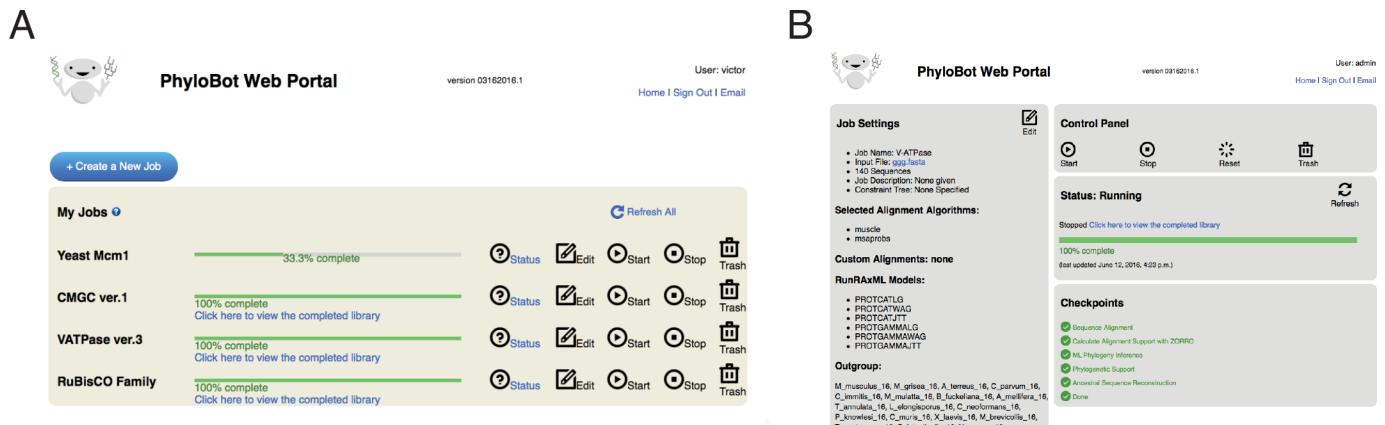 A
PhyloBot Web Portal
version 03162016.1
User: victor
Home | Sign Out | Email
+ Create a New Job
My Jobs ?
Refresh All
Yeast Mcm1
33.3% complete
? Status
Edit
Start
Stop
Trash
CMGC ver.1
100% complete
Click here to view the completed library
? Status
Edit
Start
Stop
Trash
VATPase ver.3
100% complete
Click here to view the completed library
? Status
Edit
Start
Stop
Trash
RuBisCO Family
100% complete
Click here to view the completed library
? Status
Edit
Start
Stop
Trash
B
PhyloBot Web Portal
version 03162016.1
User: admin
Home | Sign Out | Email
Job Settings
Edit
• Job Name: V-ATPase
• Input File: ggg.fasta
• 140 Sequences
• Job Description: None given
• Constraint Tree: None Specified
Selected Alignment Algorithms:
• muscle
• msaprobs
Custom Alignments: none
RunRAxML Models:
• PROTCATLG
• PROTCATWAG
• PROTCATJTT
• PROTGAMMALG
• PROTGAMMAWAG
• PROTGAMMAJTT
Outgroup:
M_musculus_16, M_grisea_16, A_terreus_16, C_parvum_16,
C_immitis_16, M_mulatta_16, B_fuckeliana_16, A_mellifera_16,
T_annulata_16, L_elongisporus_16, C_neoformans_16,
P_knowlesi_16, C_muris_16, X_laevis_16, M_brevicollis_16,
Control Panel
Start
Stop
Reset
Trash
Status: Running
Refresh
Stopped Click here to view the completed library
100% complete
(last updated June 12, 2016, 4:23 p.m.)
Checkpoints
Sequence Alignment
Calculate Alignment Support with ZORRO
ML Phylogeny Inference
Phylogenetic Support
Ancestral Sequence Reconstruction
Done